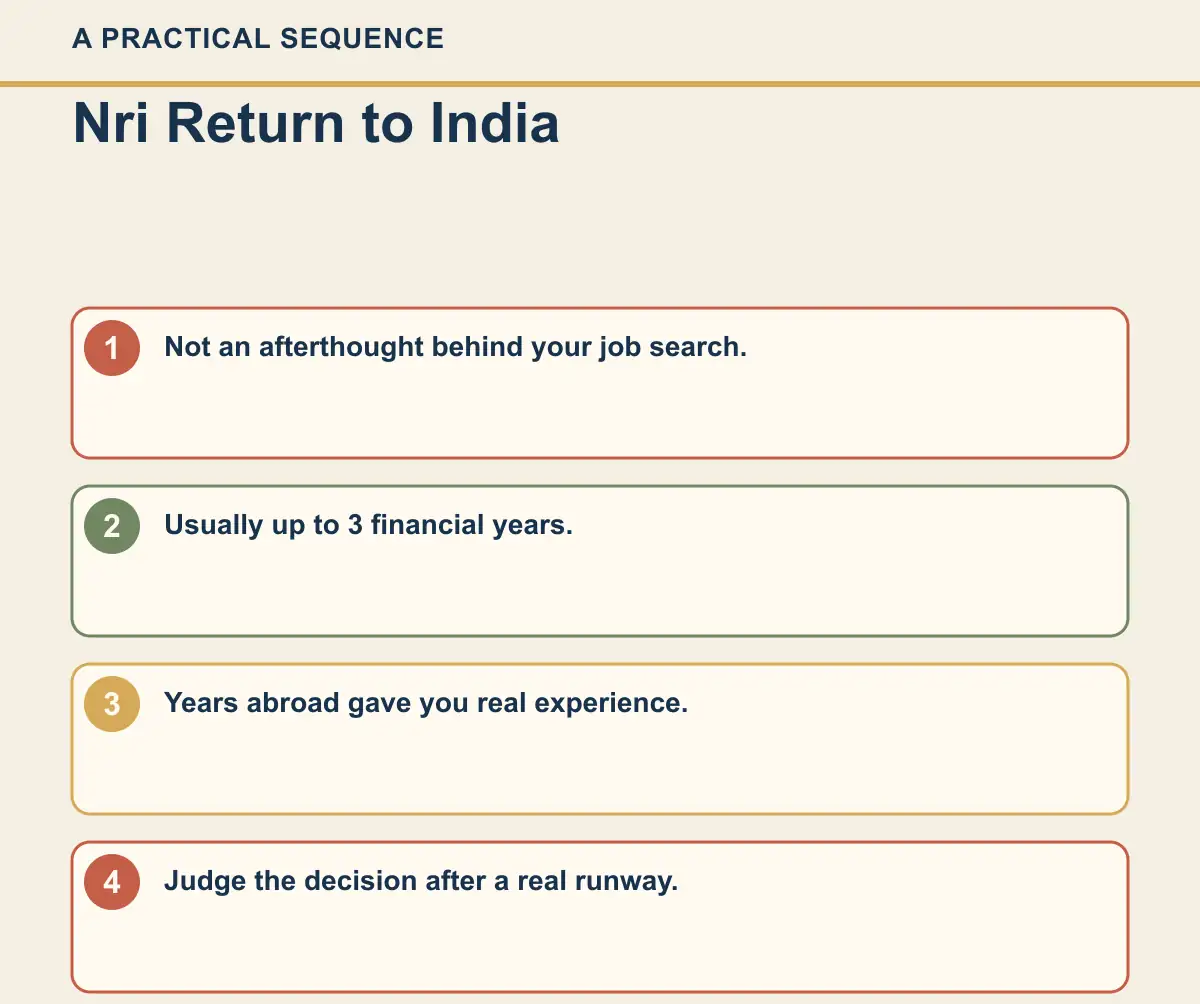 A PRACTICAL SEQUENCE
Nri Return to India
1
Not an afterthought behind your job search.
2
Usually up to 3 financial years.
3
Years abroad gave you real experience.
4
Judge the decision after a real runway.